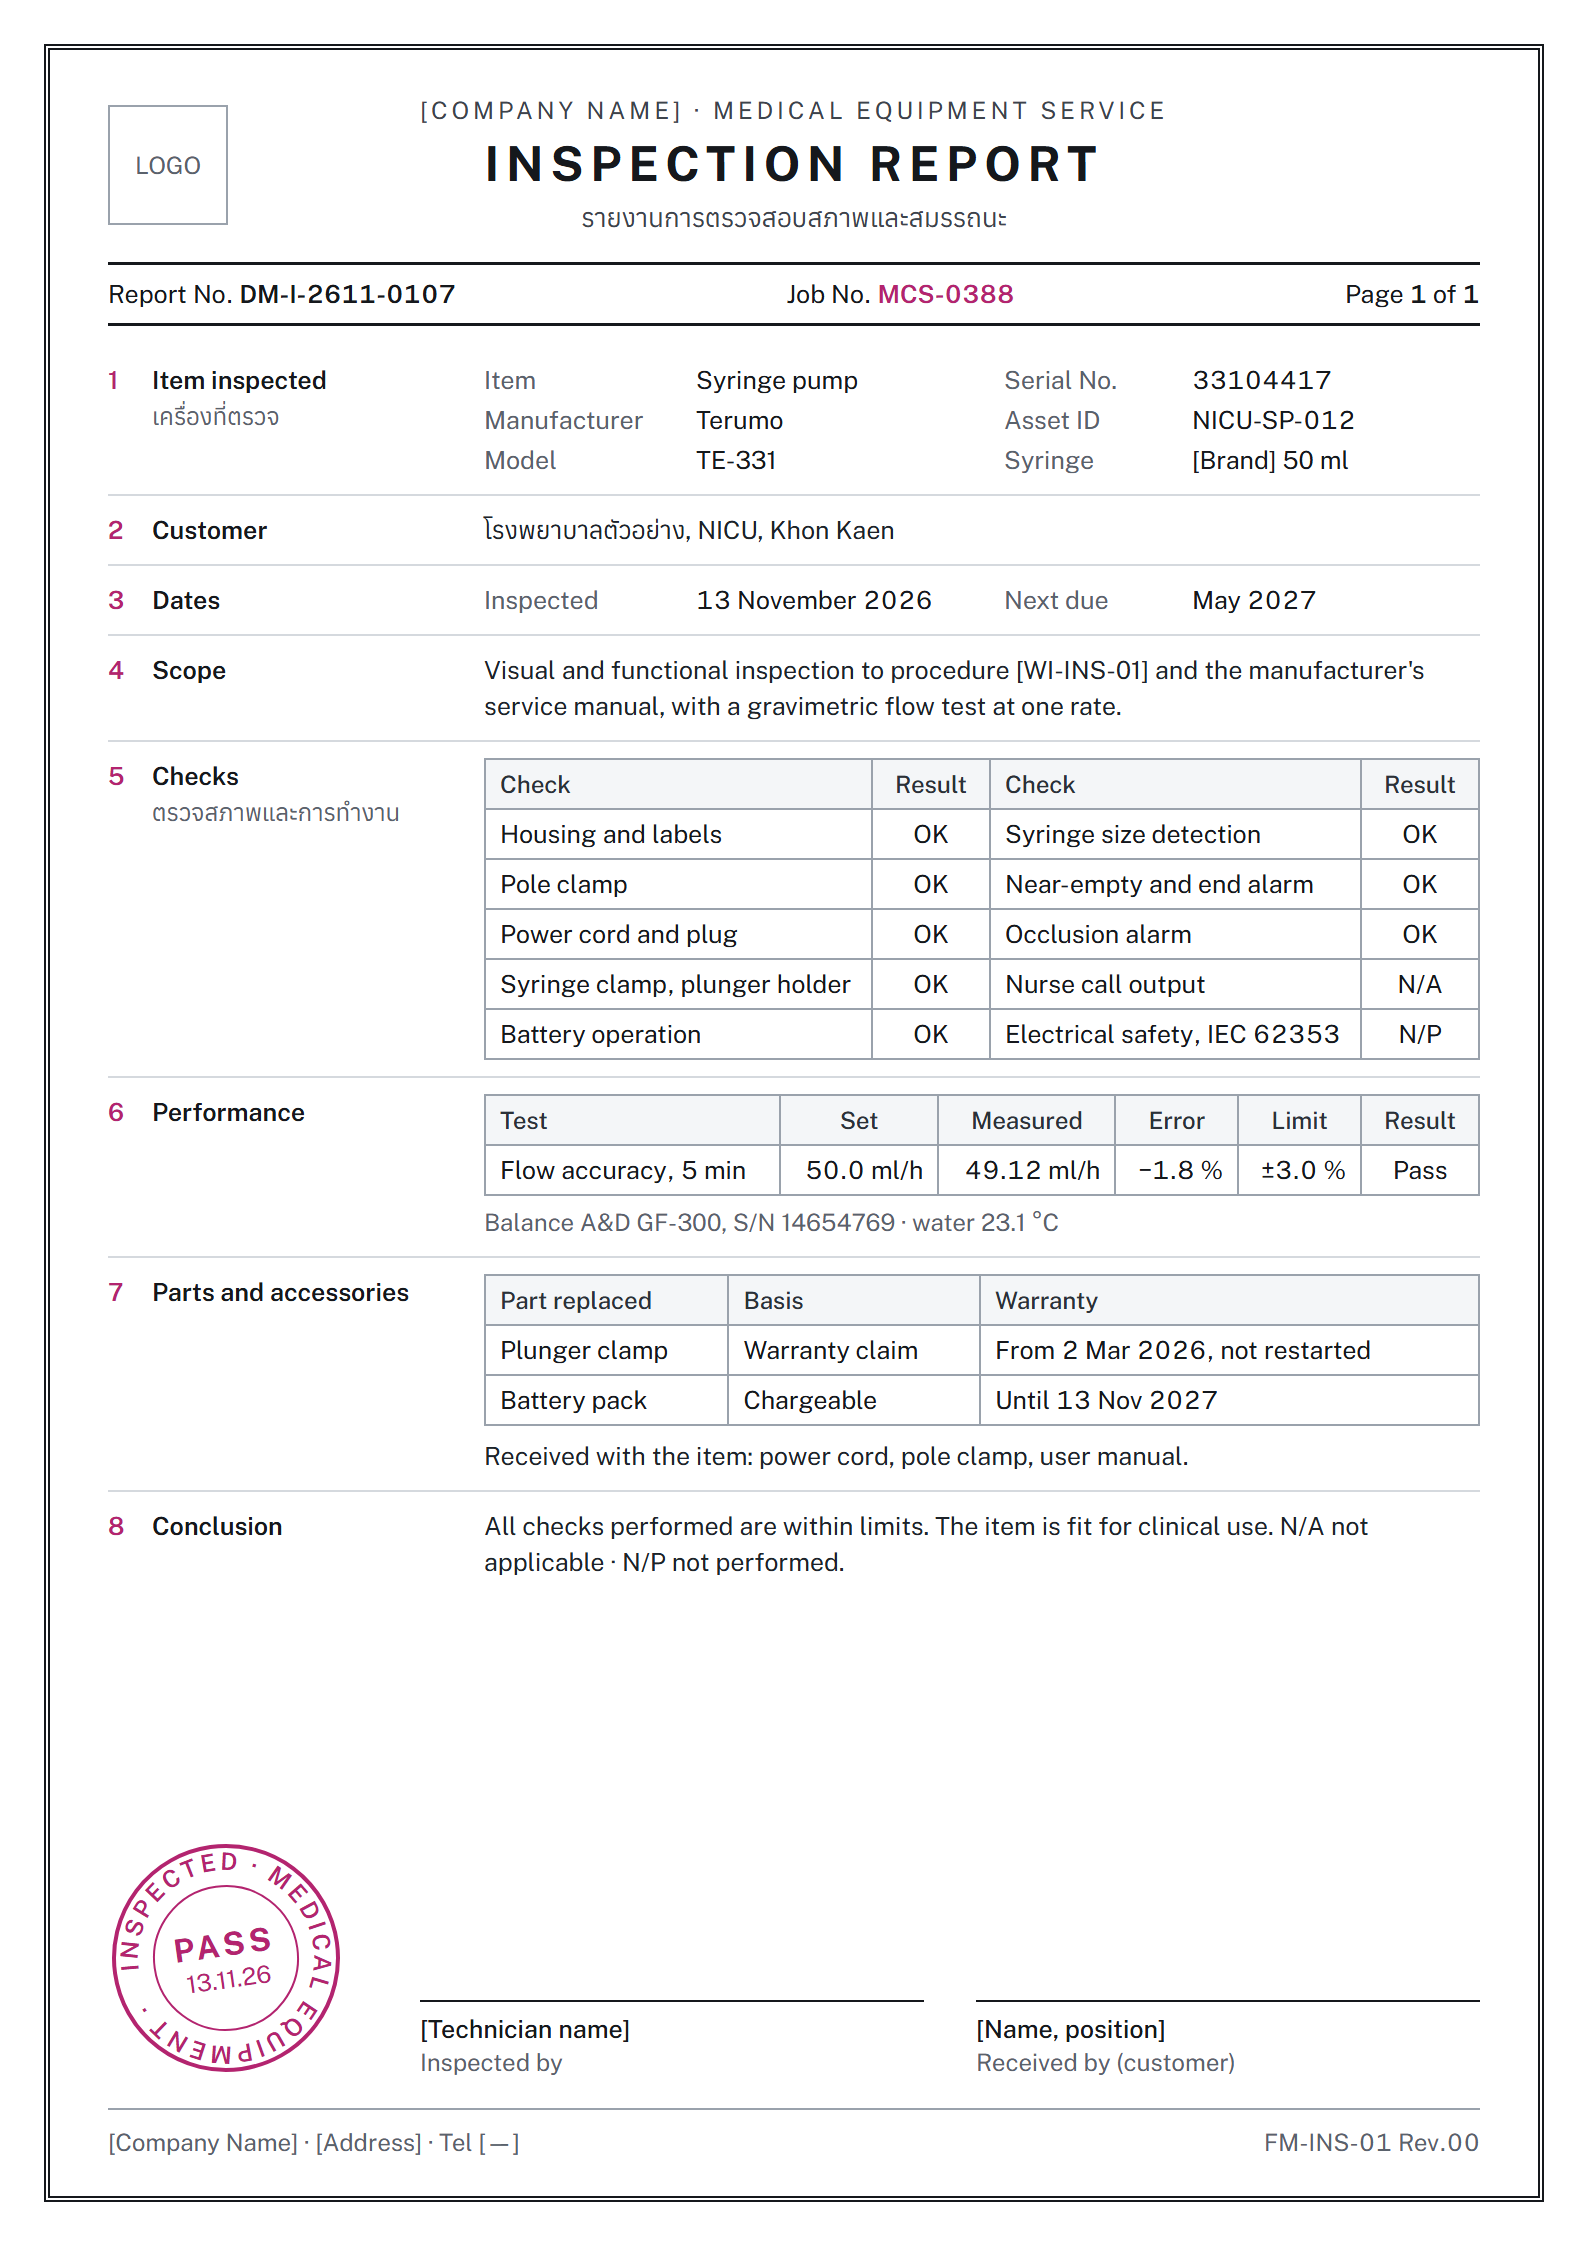 LOGO
[COMPANY NAME] · MEDICAL EQUIPMENT SERVICE
INSPECTION REPORT
รายงานการตรวจสอบสภาพและสมรรถนะ
Report No. DM-I-2611-0107 Job No. MCS-0388 Page 1 of 1
1 Item inspected Item Syringe pump Serial No. 33104417
เครื่องที่ตรวจ Manufacturer Terumo Asset ID NICU-SP-012
Model TE-331 Syringe [Brand] 50 ml
2 Customer โรงพยาบาลตัวอย่าง, NICU, Khon Kaen
3 Dates Inspected 13 November 2026 Next due May 2027
4 Scope Visual and functional inspection to procedure [WI-INS-01] and the manufacturer's
service manual, with a gravimetric flow test at one rate.
5 Checks
ตรวจสภาพและการทำงาน
Check Result Check Result
Housing and labels OK Syringe size detection OK
Pole clamp OK Near-empty and end alarm OK
Power cord and plug OK Occlusion alarm OK
Syringe clamp, plunger holder OK Nurse call output N/A
Battery operation OK Electrical safety, IEC 62353 N/P
6 Performance
Test Set Measured Error Limit Result
Flow accuracy, 5 min 50.0 ml/h 49.12 ml/h −1.8 % ±3.0 % Pass
Balance A&D GF-300, S/N 14654769 · water 23.1 °C
7 Parts and accessories
Part replaced Basis Warranty
Plunger clamp Warranty claim From 2 Mar 2026, not restarted
Battery pack Chargeable Until 13 Nov 2027
Received with the item: power cord, pole clamp, user manual.
8 Conclusion All checks performed are within limits. The item is fit for clinical use. N/A not
applicable · N/P not performed.
INSPECTED · MEDICAL EQUIPMENT ·
PASS
13.11.26
[Technician name] [Name, position]
Inspected by Received by (customer)
[Company Name] · [Address] · Tel [ — ] FM-INS-01 Rev.00